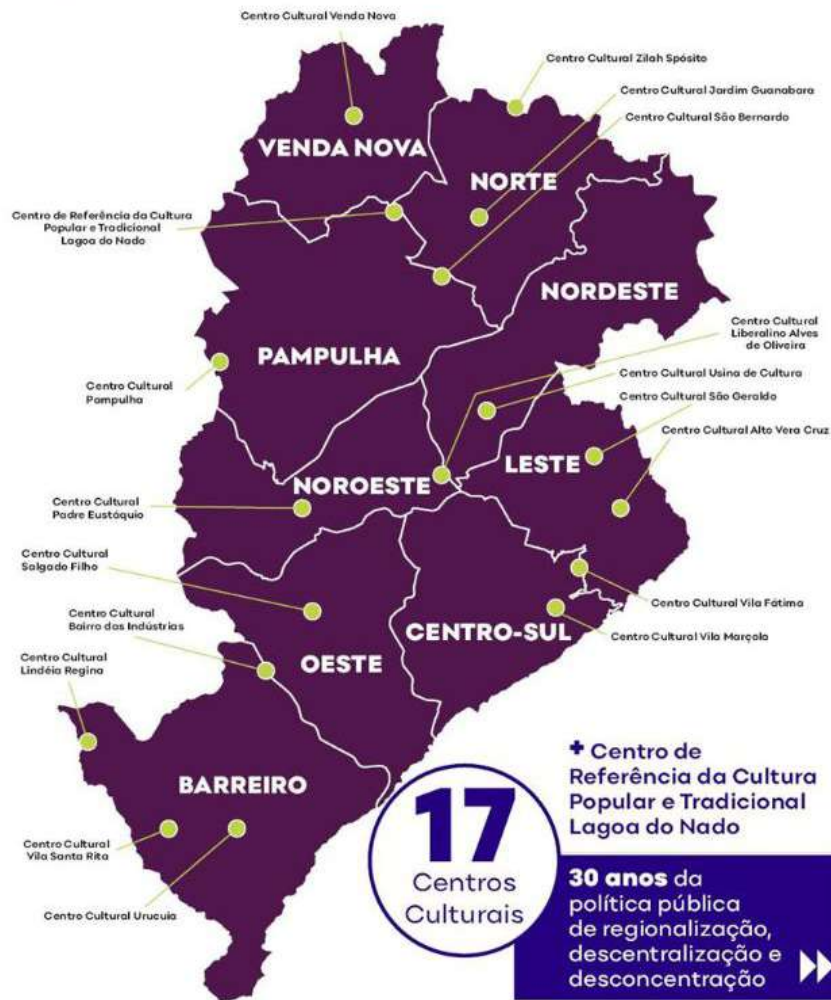 Centro Cultural Venda Nova
Centro Cultural Zilah Spósito
Centro Cultural Jardim Guanabara
Centro Cultural São Bernardo
VENDA NOVA
NORTE
Centro de Referência da Cultura
Popular e Tradicional
Lagoa do Nado
NORDESTE
Centro Cultural
Liberalino Alves
de Oliveira
PAMPULHA
Centro Cultural
Pampulha
Centro Cultural Usina de Cultura
Centro Cultural São Geraldo
Centro Cultural Alto Vera Cruz
LESTE
NOROESTE
Centro Cultural
Padre Eustáquio
Centro Cultural
Salgado Filho
Centro Cultural Vila Fátima
CENTRO-SUL
Centro Cultural Vila Marçola
Centro Cultural
Bairro das Indústrias
OESTE
Centro Cultural
Lindéia Regina
BARREIRO
Centro Cultural
Vila Santa Rita
Centro Cultural Urucuia
17
Centros
Culturais
+ Centro de
Referência da Cultura
Popular e Tradicional
Lagoa do Nado
30 anos da
política pública
de regionalização,
descentralização e
desconcentração